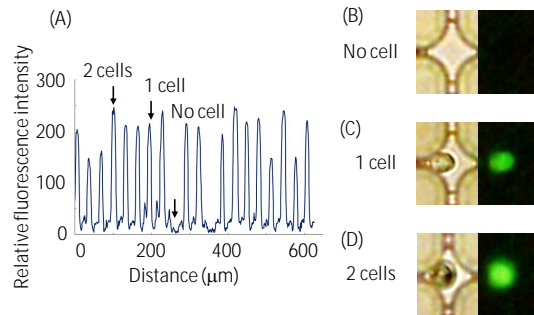 (A)
2 cells
1 cell
No cell
Relative fluorescence intensity
300
200
100
0
0
200
400
600
Distance (μm)
(B)
No cell
(C)
1 cell
(D)
2 cells